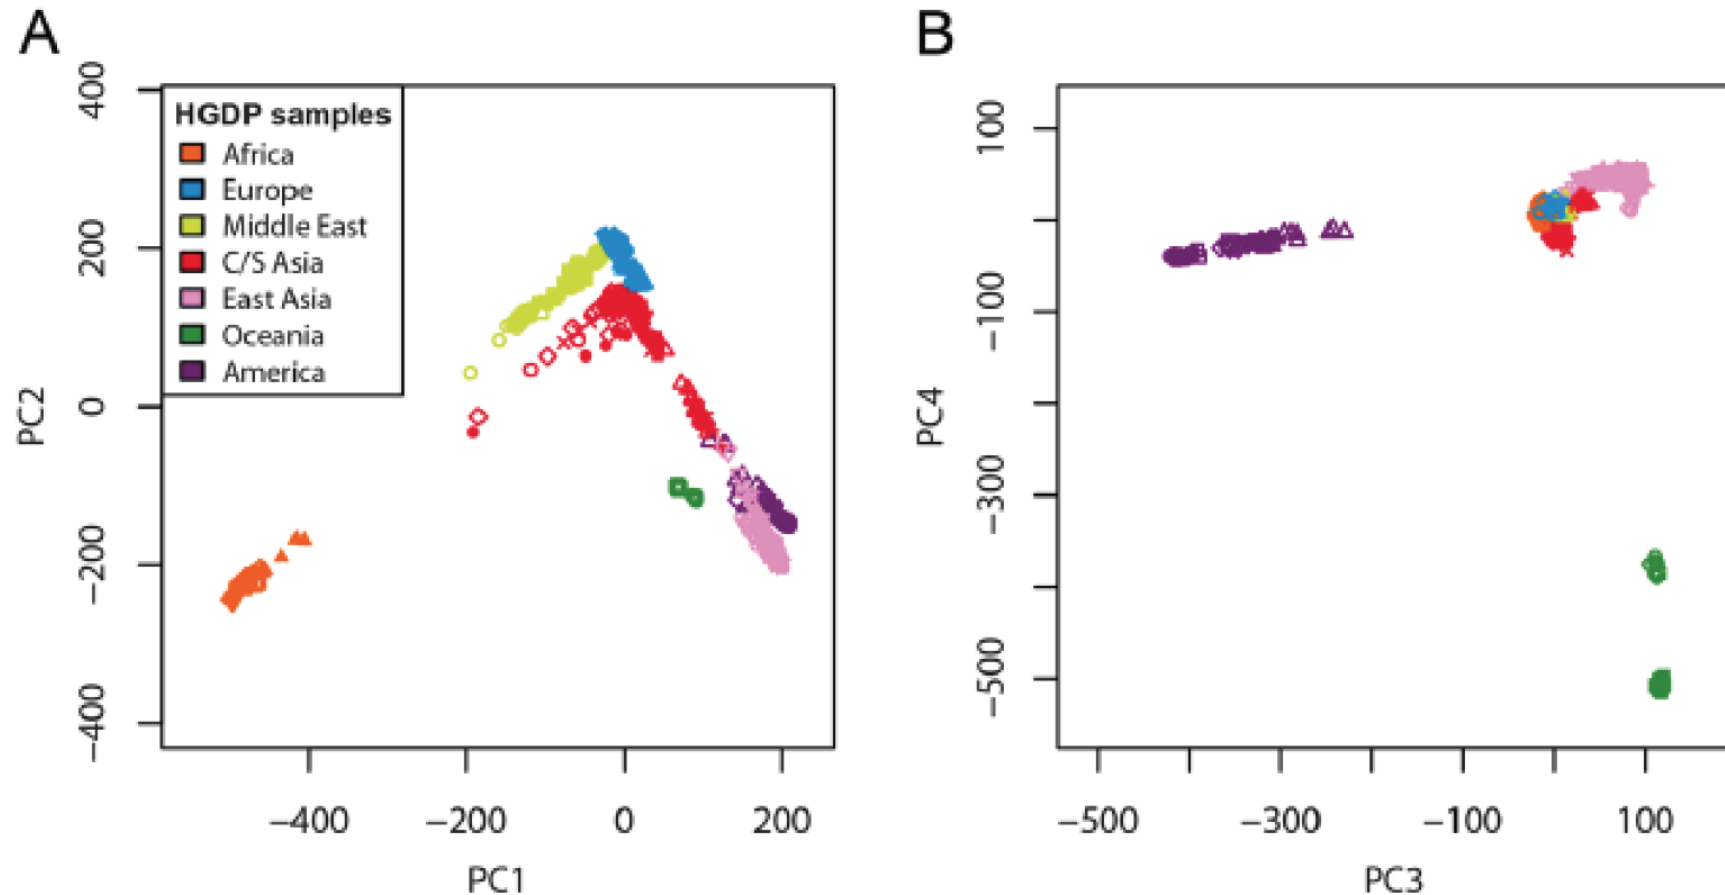 A
B
HGDP samples
Africa
Europe
Middle East
C/S Asia
East Asia
Oceania
America
400
200
0
−200
−400
PC2
−400
−200
0
200
PC1
100
−100
−300
−500
PC4
−500
−300
−100
100
PC3